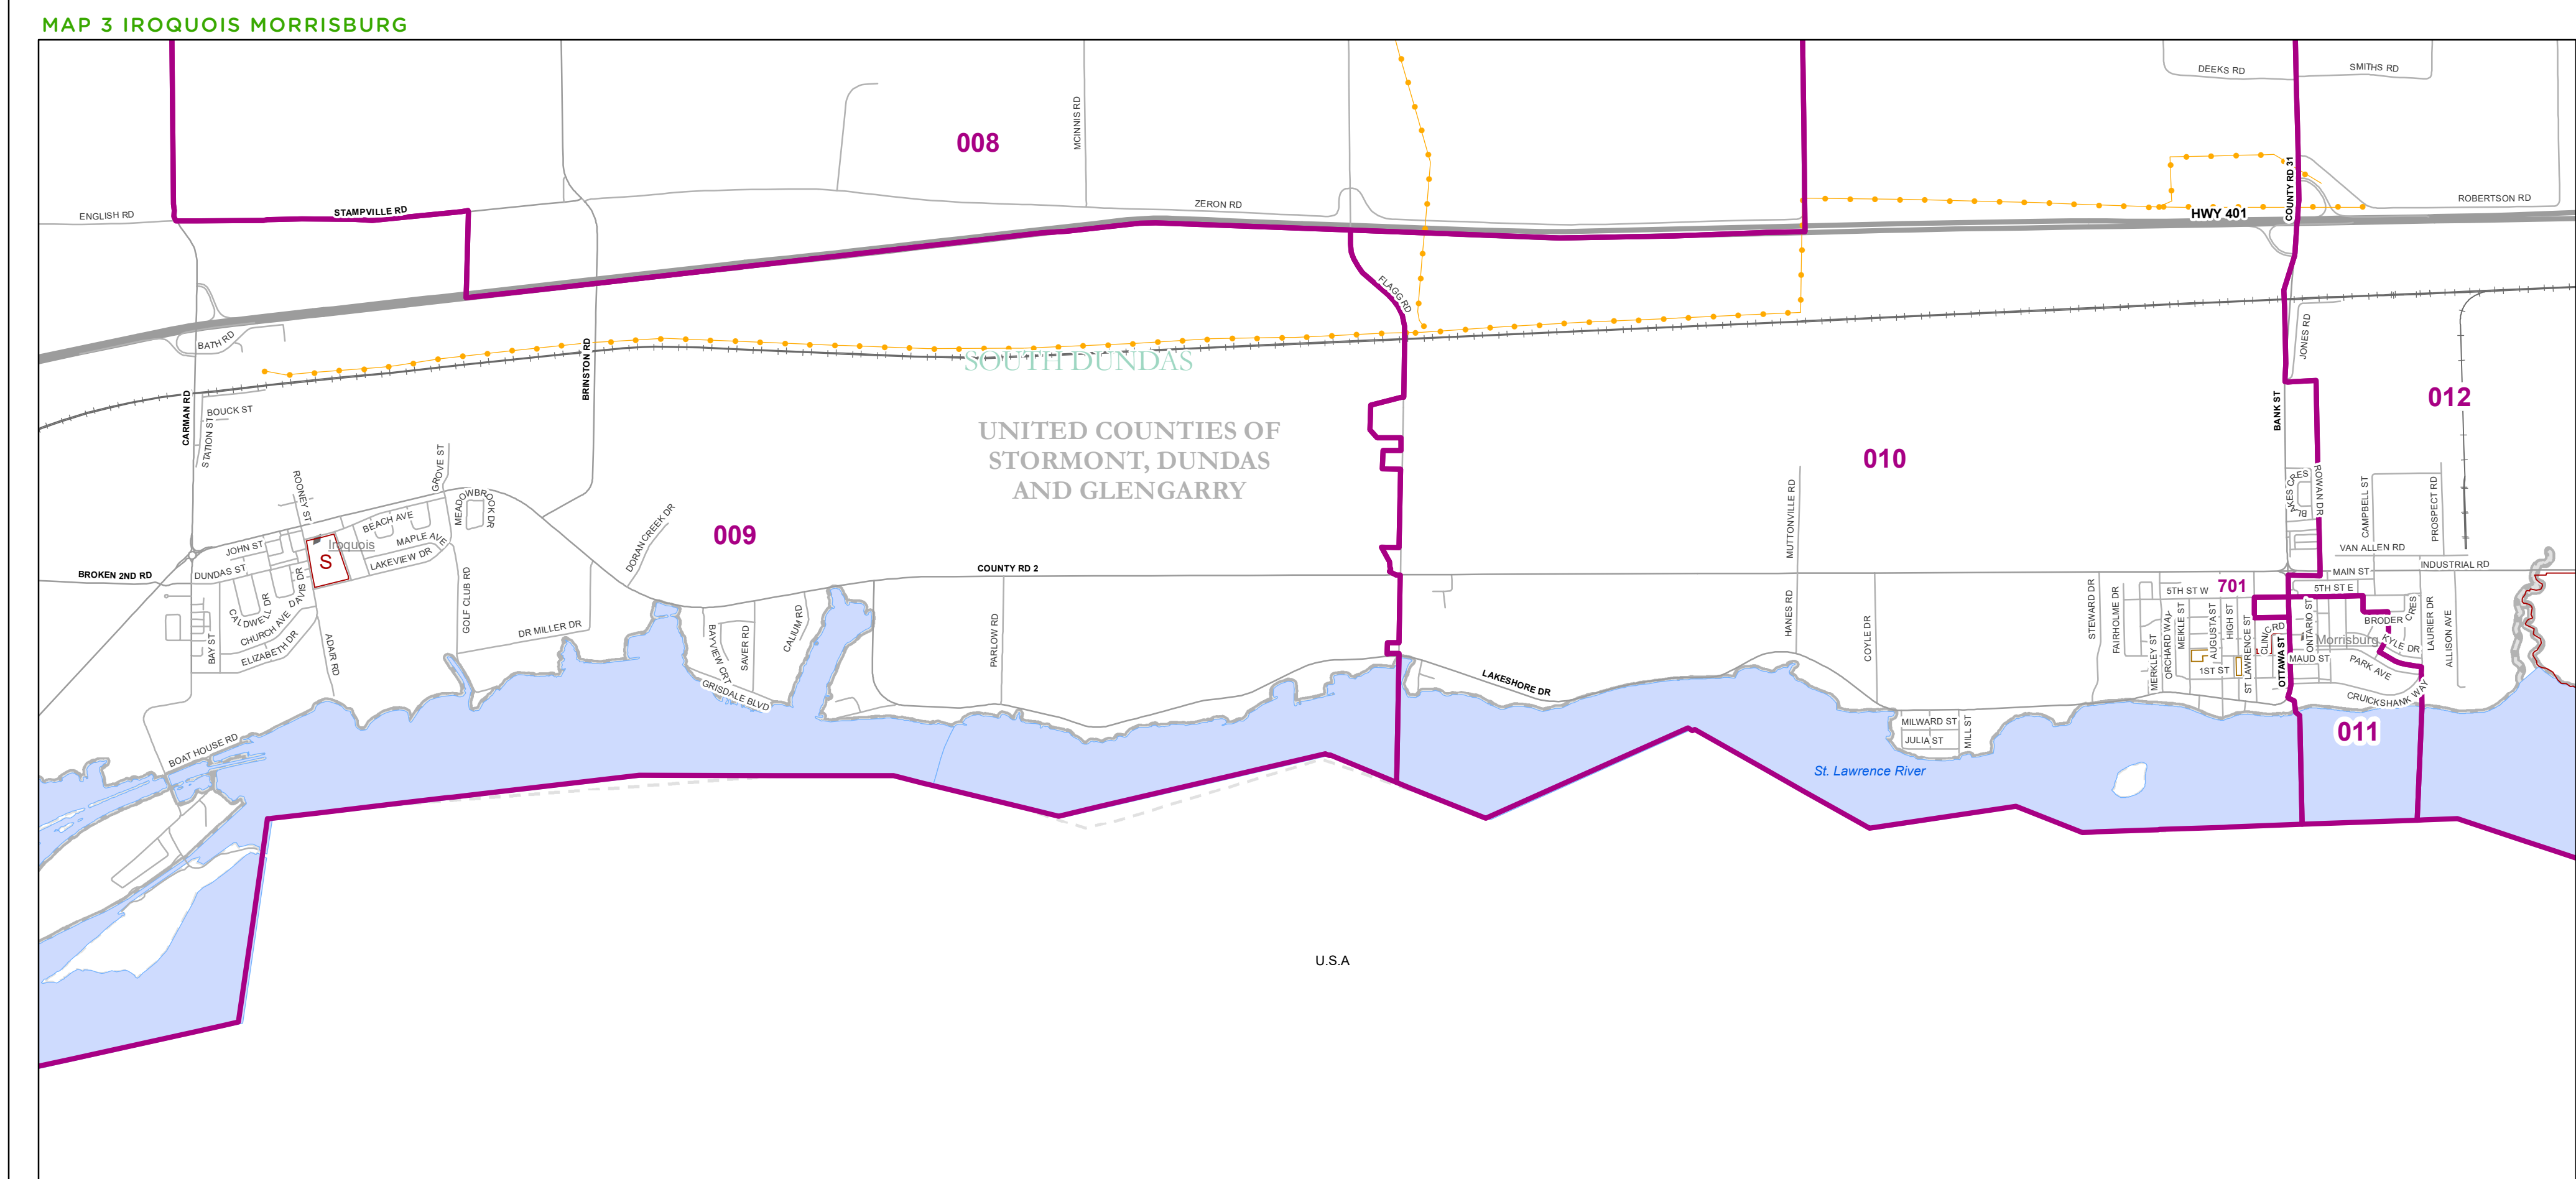 MAP 3 IROQUOIS MORRISBURG
DEEKS RD
SMITHS RD
MCINNIS RD
008
COUNTY RD 31
ENGLISH RD
STAMPVILLE RD
ZERON RD
HWY 401
ROBERTSON RD
FLAGG RD
BATH RD
BRINSTON RD
SOUTH DUNDAS
JONES RD
CARMAN RD
BOUCK ST
STATION ST
UNITED COUNTIES OF
STORMONT, DUNDAS
AND GLENGARRY
BANK ST
012
010
009
GROVE ST
ROONEY ST
MEADOWBROOK DR
BEACH AVE
MAPLE AVE
LAKEVIEW DR
Iroquois
S
JOHN ST
DUNDAS ST
BROKEN 2ND RD
DORAN CREEK DR
COUNTY RD 2
MUTTONVILLE RD
ROWAN DR
CAMPBELL ST
PROSPECT RD
VAN ALLEN RD
INDUSTRIAL RD
MAIN ST
5TH ST E
5TH ST W
701
DAVIS DR
CALDWELL DR
CHURCH AVE
ELIZABETH DR
BAY ST
ADAIR RD
GOLF CLUB RD
DR MILLER DR
BAYVIEW CRT
SAVER RD
CALIUM RD
GRISDALE BLVD
PARLOW RD
HANES RD
COYLE DR
STEWARD DR
FAIRHOLME DR
MERKLEY ST
ORCHARD WAY
MEIKLE ST
AUGUSTA ST
HIGH ST
ST LAWRENCE ST
CLINIC RD
OTTAWA ST
ONTARIO ST
Morrisburg
BRODER
CRES
KYLE DR
LAURIER DR
ALLISON AVE
MAUD ST
PARK AVE
1ST ST
CRUICKSHANK WAY
LAKESHORE DR
MILWARD ST
JULIA ST
MILL ST
011
BOAT HOUSE RD
St. Lawrence River
U.S.A